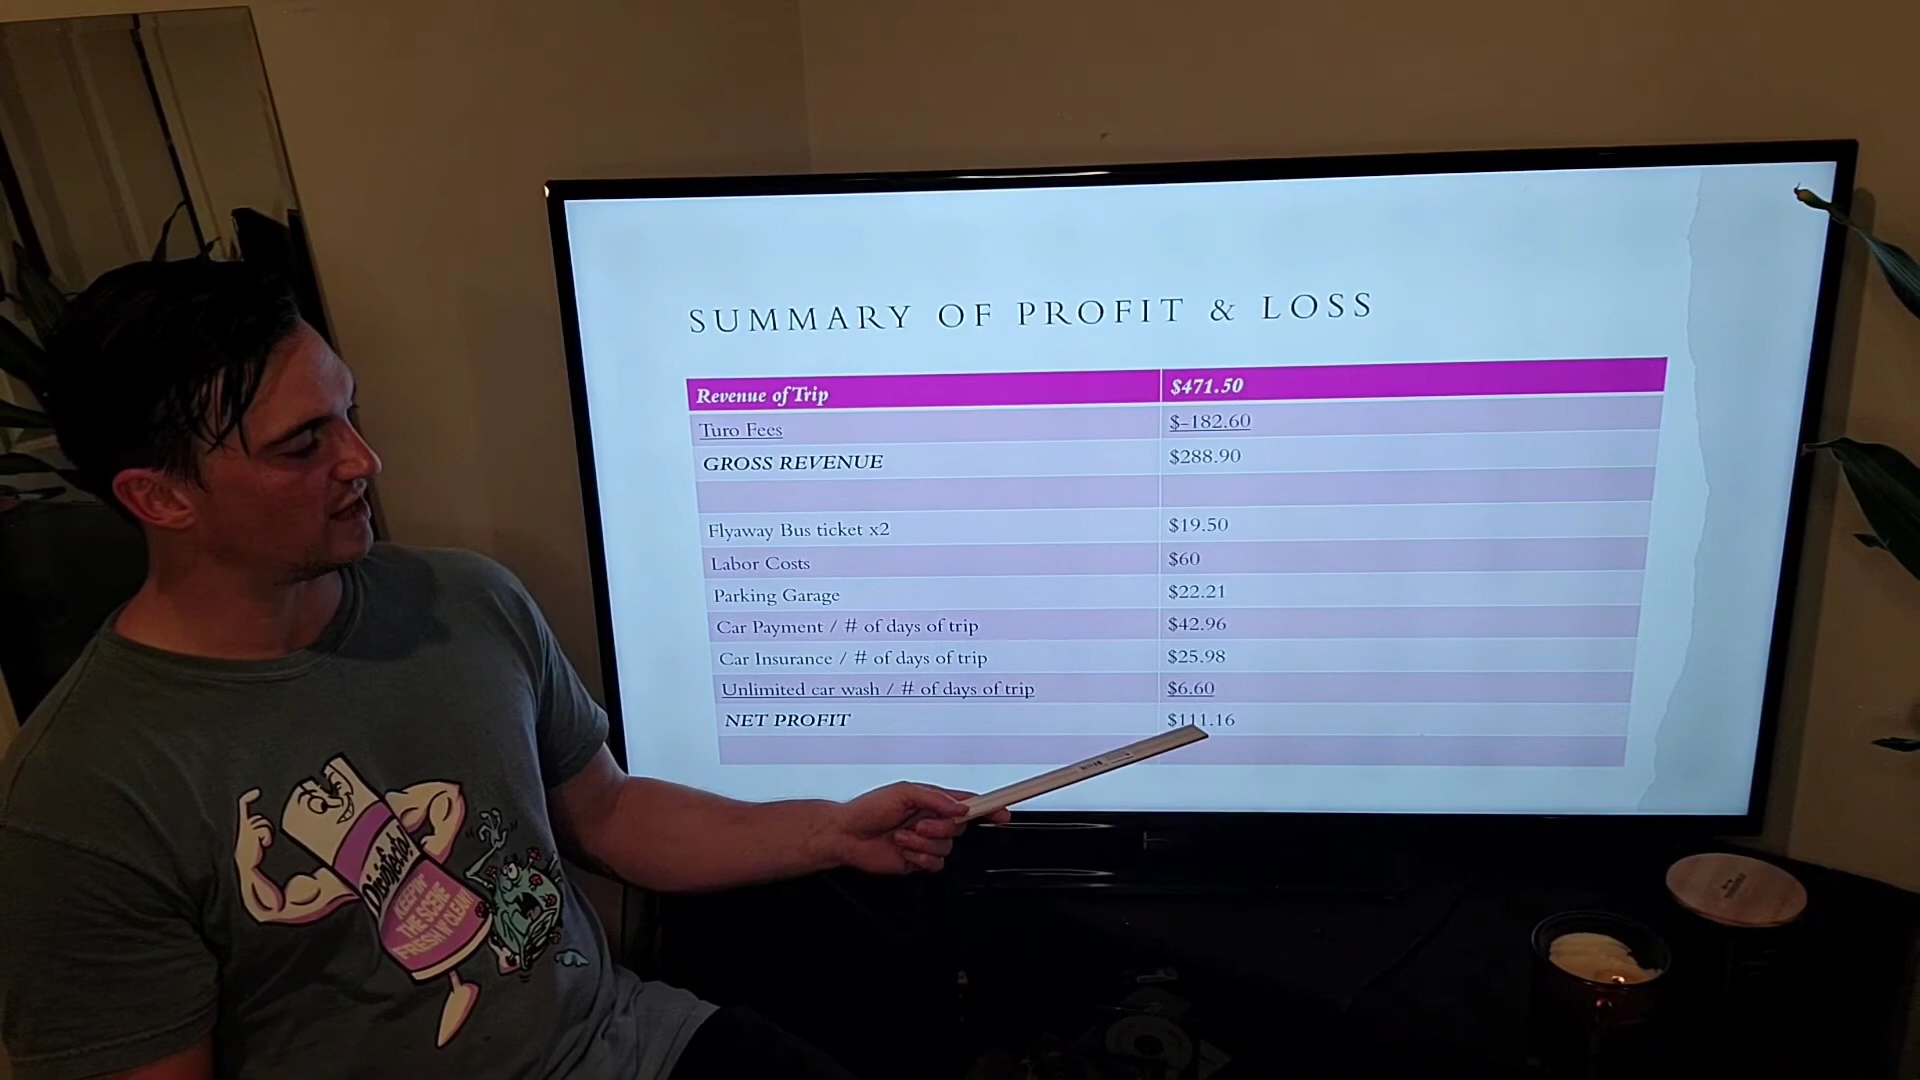 SUMMARY OF PROFIT & LOSS
Revenue of Trip $471.50
Turo Fees $-182.60
GROSS REVENUE $288.90
Flyaway Bus ticket x2 $19.50
Labor Costs $60
Parking Garage $22.21
Car Payment / # of days of trip $42.96
Car Insurance / # of days of trip $25.98
Unlimited car wash / # of days of trip $6.60
NET PROFIT $111.16
Disinfecto!
KEEPIN'
THE SCENE
FRESH N' CLEAN!